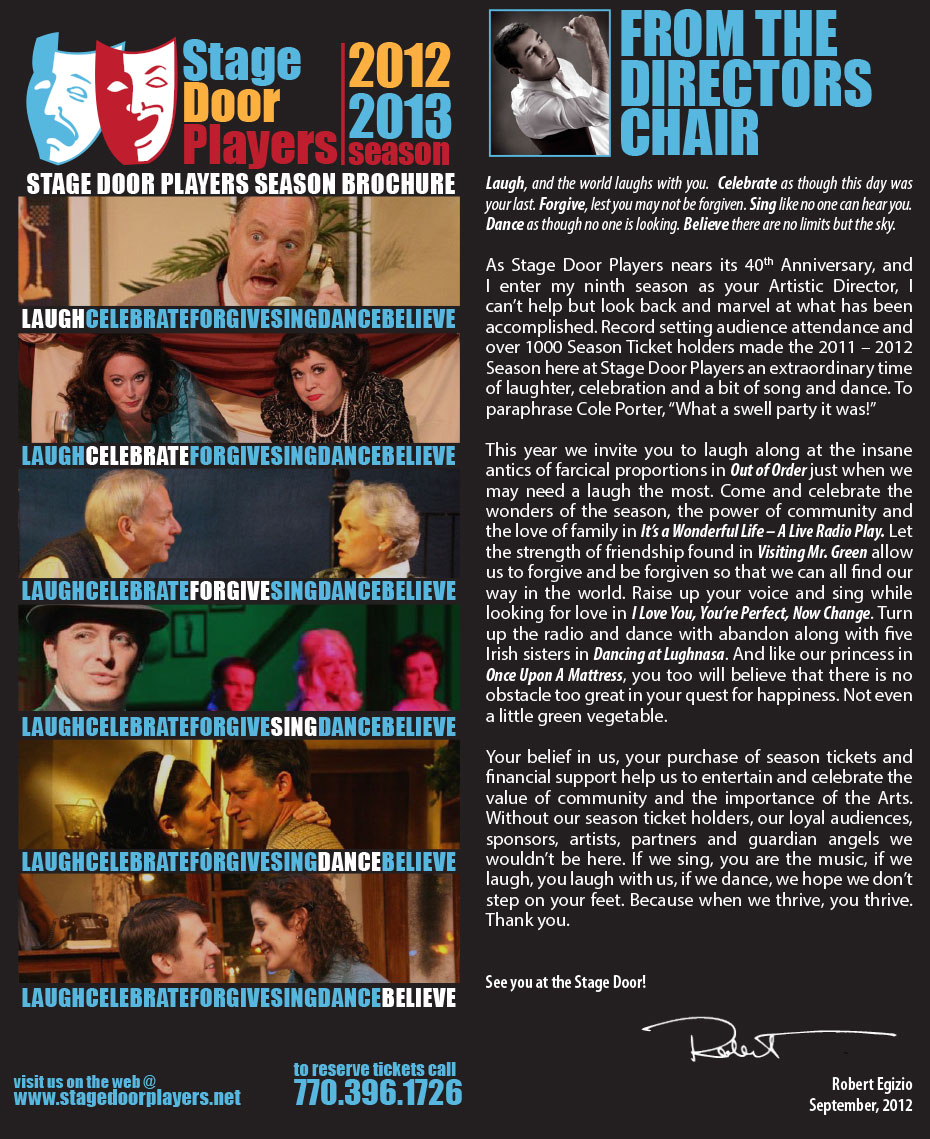 Stage
Door
Players
2012
2013
season
STAGE DOOR PLAYERS SEASON BROCHURE
LAUGHCELEBRATEFORGIVESINGDANCEBELIEVE
LAUGHCELEBRATEFORGIVESINGDANCEBELIEVE
LAUGHCELEBRATEFORGIVESINGDANCEBELIEVE
LAUGHCELEBRATEFORGIVESINGDANCEBELIEVE
LAUGHCELEBRATEFORGIVESINGDANCEBELIEVE
LAUGHCELEBRATEFORGIVESINGDANCEBELIEVE
visit us on the web @
www.stagedoorplayers.net
to reserve tickets call
770.396.1726
FROM THE
DIRECTORS
CHAIR
Laugh, and the world laughs with you. Celebrate as though this day was
your last. Forgive, lest you may not be forgiven. Sing like no one can hear you.
Dance as though no one is looking. Believe there are no limits but the sky.
As Stage Door Players nears its 40th Anniversary, and
I enter my ninth season as your Artistic Director, I
can't help but look back and marvel at what has been
accomplished. Record setting audience attendance and
over 1000 Season Ticket holders made the 2011 – 2012
Season here at Stage Door Players an extraordinary time
of laughter, celebration and a bit of song and dance. To
paraphrase Cole Porter, “What a swell party it was!”
This year we invite you to laugh along at the insane
antics of farcical proportions in Out of Order just when we
may need a laugh the most. Come and celebrate the
wonders of the season, the power of community and
the love of family in It's a Wonderful Life – A Live Radio Play. Let
the strength of friendship found in Visiting Mr. Green allow
us to forgive and be forgiven so that we can all find our
way in the world. Raise up your voice and sing while
looking for love in I Love You, You're Perfect, Now Change. Turn
up the radio and dance with abandon along with five
Irish sisters in Dancing at Lughnasa. And like our princess in
Once Upon A Mattress, you too will believe that there is no
obstacle too great in your quest for happiness. Not even
a little green vegetable.
Your belief in us, your purchase of season tickets and
financial support help us to entertain and celebrate the
value of community and the importance of the Arts.
Without our season ticket holders, our loyal audiences,
sponsors, artists, partners and guardian angels we
wouldn't be here. If we sing, you are the music, if we
laugh, you laugh with us, if we dance, we hope we don't
step on your feet. Because when we thrive, you thrive.
Thank you.
See you at the Stage Door!
Robert
Robert Egizio
September, 2012